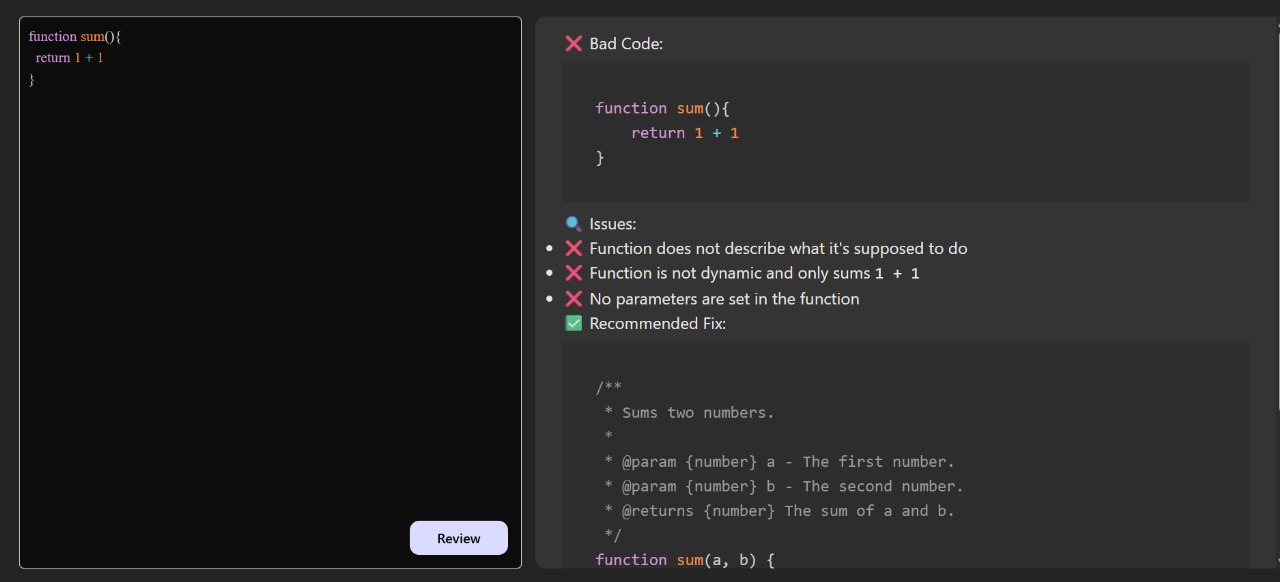 function sum(){
  return 1 + 1
}
Review
❌ Bad Code:
function sum(){
    return 1 + 1
}
🔍 Issues:
• ❌ Function does not describe what it's supposed to do
• ❌ Function is not dynamic and only sums 1 + 1
• ❌ No parameters are set in the function
✅ Recommended Fix:
/**
 * Sums two numbers.
 *
 * @param {number} a - The first number.
 * @param {number} b - The second number.
 * @returns {number} The sum of a and b.
 */
function sum(a, b) {